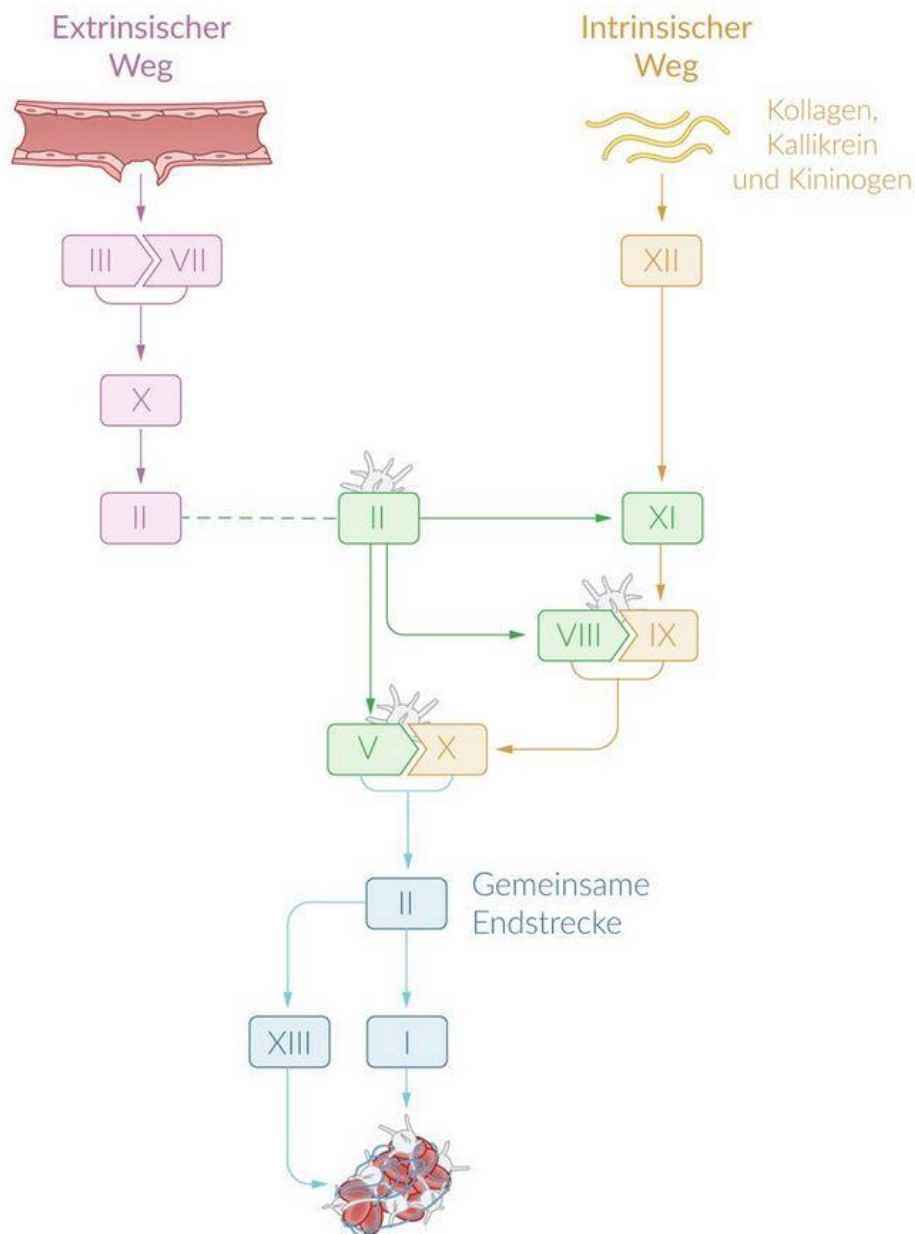 Extrinsischer
Weg
Intrinsischer
Weg
Kollagen,
Kallikrein
und Kininogen
III
VII
XII
X
II
II
XI
VIII
IX
V
X
II
Gemeinsame
Endstrecke
XIII
I